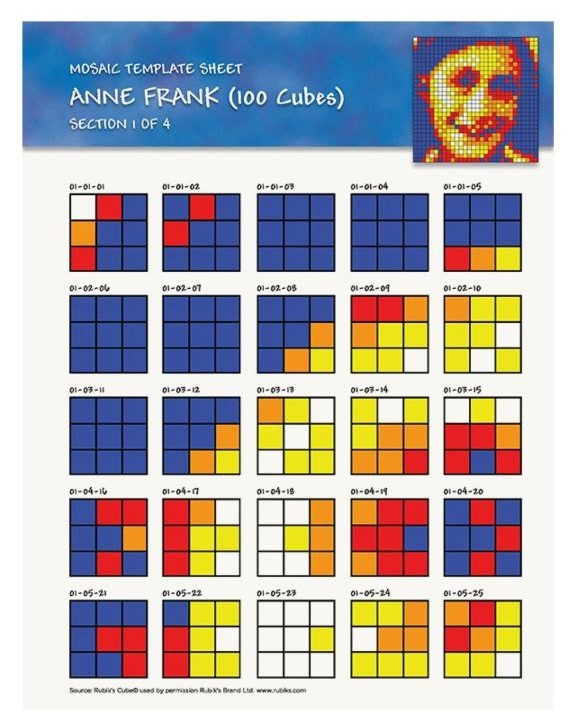 MOSAIC TEMPLATE SHEET
ANNE FRANK (100 Cubes)
SECTION 1 OF 4
01-01-01 01-01-02 01-01-03 01-01-04 01-01-05
01-02-06 01-02-07 01-02-08 01-02-09 01-02-10
01-03-11 01-03-12 01-03-13 01-03-14 01-03-15
01-04-16 01-04-17 01-04-18 01-04-19 01-04-20
01-05-21 01-05-22 01-05-23 01-05-24 01-05-25
Source: Rubik's Cube© used by permission Rubik's Brand Ltd. www.rubiks.com